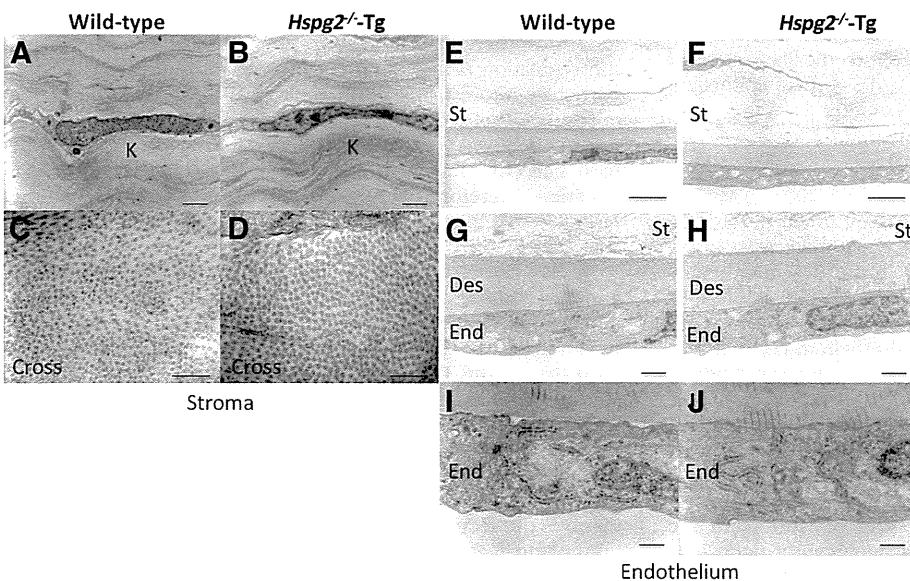 Wild-type Hspg2-/--Tg Wild-type Hspg2-/--Tg
A B E F
K K St St
C D G H
St St
Des Des
End End
Cross Cross
Stroma
I J
End End
Endothelium